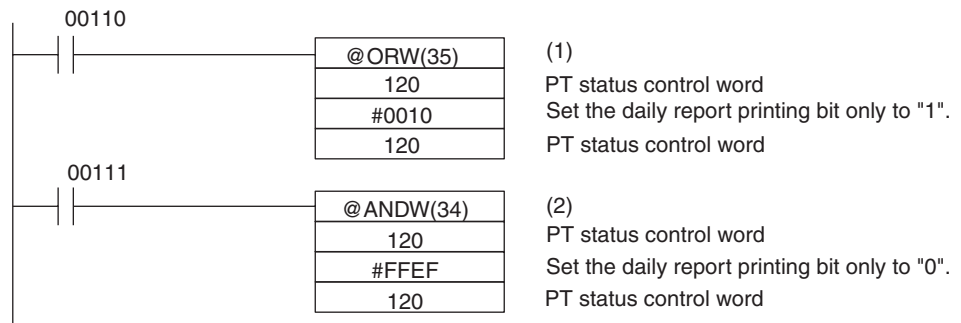 00110
@ORW(35) (1)
120 PT status control word
#0010 Set the daily report printing bit only to "1".
120 PT status control word
00111
@ANDW(34) (2)
120 PT status control word
#FFEF Set the daily report printing bit only to "0".
120 PT status control word